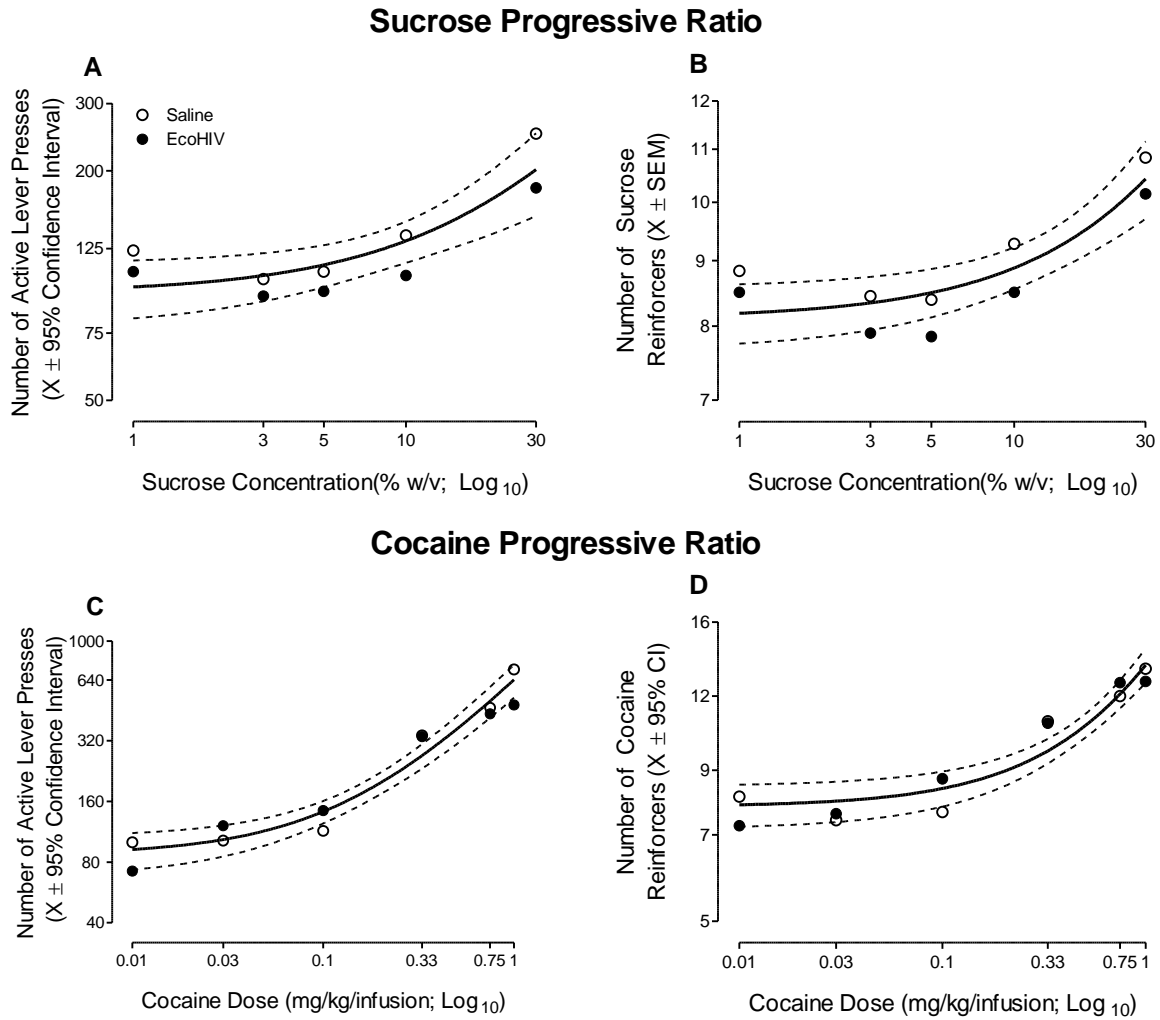 Sucrose Progressive Ratio
A
Number of Active Lever Presses
(X ± 95% Confidence Interval)
300
200
125
75
50
Saline
EcoHIV
1
3
5
10
30
Sucrose Concentration(% w/v; Log 10)
B
Number of Sucrose
Reinforcers (X ± SEM)
12
11
10
9
8
7
1
3
5
10
30
Sucrose Concentration(% w/v; Log 10)
Cocaine Progressive Ratio
C
Number of Active Lever Presses
(X ± 95% Confidence Interval)
1000
640
320
160
80
40
0.01
0.03
0.1
0.33
0.75
1
Cocaine Dose (mg/kg/infusion; Log 10)
D
Number of Cocaine
Reinforcers (X ± 95% CI)
16
12
9
7
5
0.01
0.03
0.1
0.33
0.75
1
Cocaine Dose (mg/kg/infusion; Log 10)